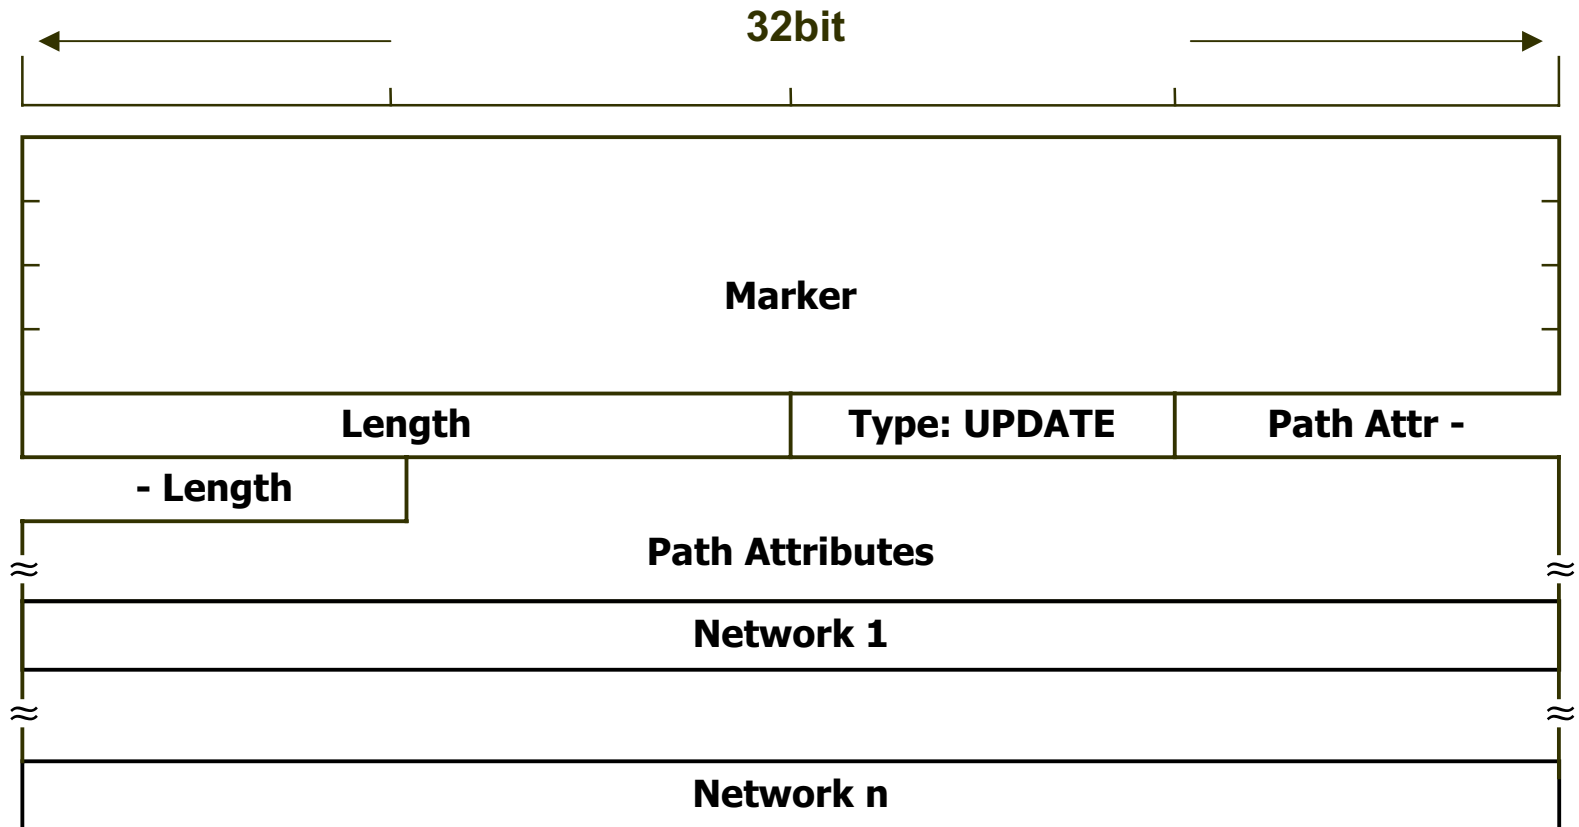 32bit
Marker
Length Type: UPDATE Path Attr -
- Length
Path Attributes
Network 1
Network n